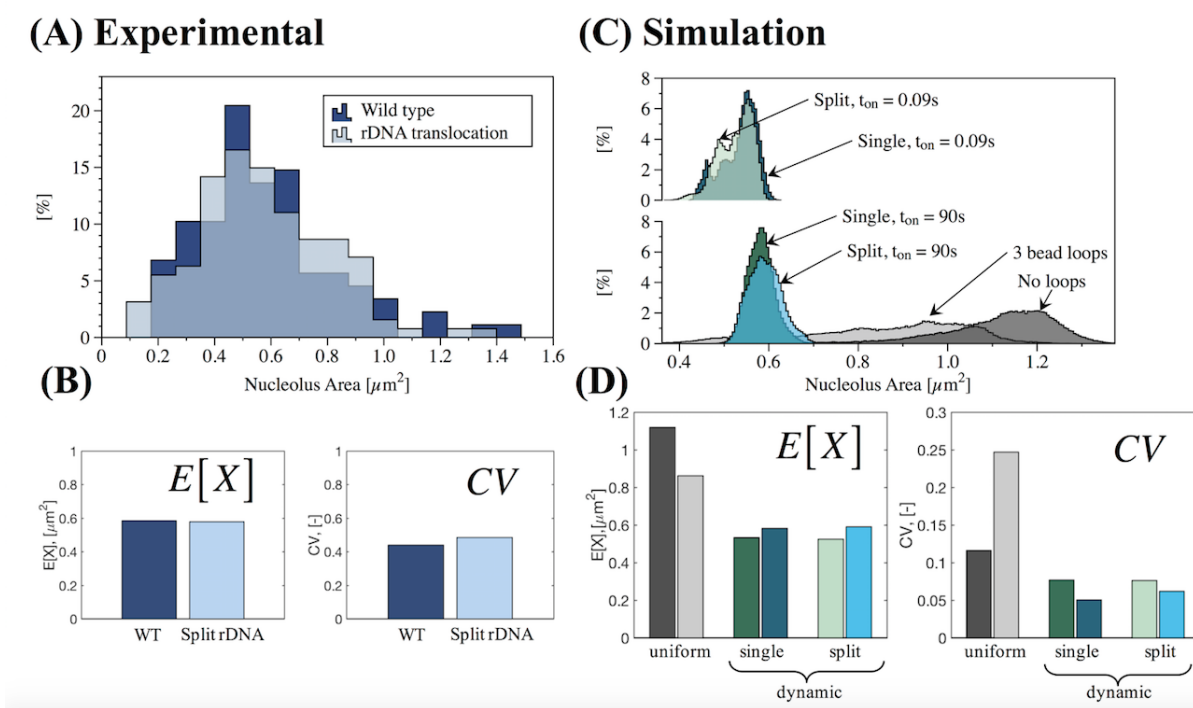 (A) Experimental
20
15
10
5
0
[%]
Wild type
rDNA translocation
0 0.2 0.4 0.6 0.8 1.0 1.2 1.4 1.6
Nucleolus Area [μm²]
(B)
1
0.8
0.6
0.4
0.2
0
E[X], [μm²]
E[X]
WT Split rDNA
1
0.8
0.6
0.4
0.2
0
CV, [-]
CV
WT Split rDNA
(C) Simulation
8
6
4
2
0
[%]
Split, ton = 0.09s
Single, ton = 0.09s
8
6
4
2
0
[%]
Single, ton = 90s
Split, ton = 90s
3 bead loops
No loops
0.4 0.6 0.8 1.0 1.2
Nucleolus Area [μm²]
(D)
1.2
1
0.8
0.6
0.4
0.2
0
E[X],[μm²]
E[X]
uniform single split
dynamic
0.3
0.25
0.2
0.15
0.1
0.05
0
CV, [-]
CV
uniform single split
dynamic